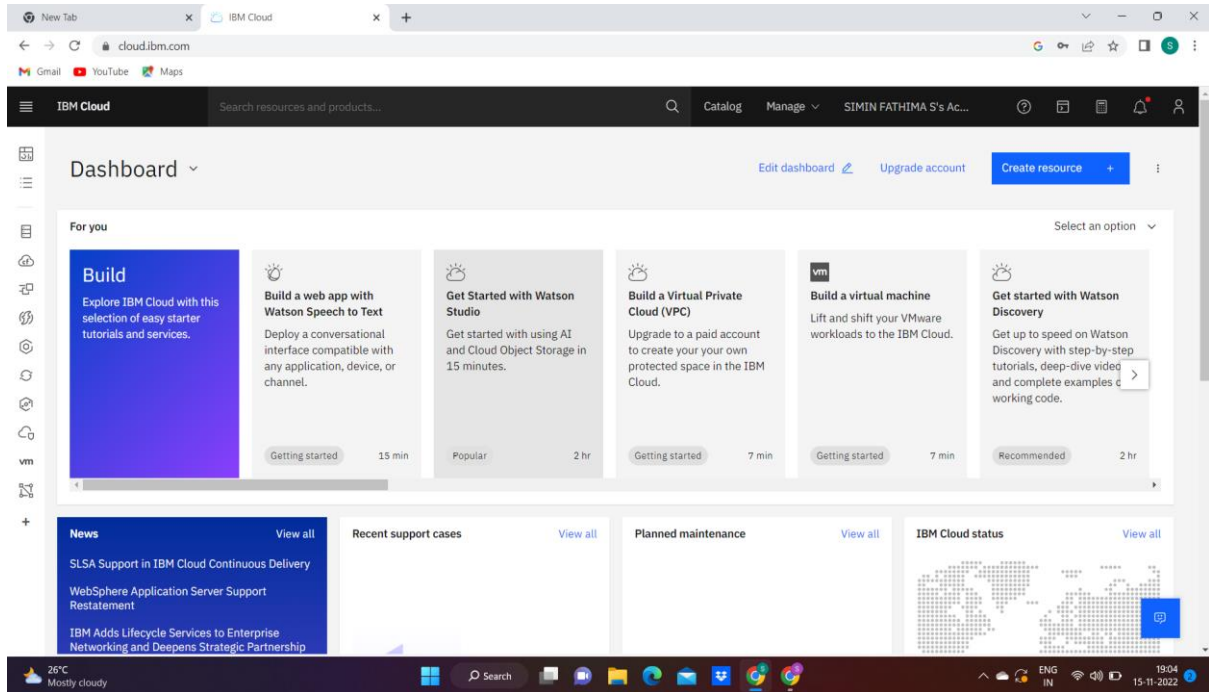 New Tab
IBM Cloud
cloud.ibm.com
Gmail YouTube Maps
IBM Cloud
Search resources and products...
Catalog Manage SIMIN FATHIMA S's Ac...
Dashboard
Edit dashboard Upgrade account Create resource +
For you
Select an option
Build
Explore IBM Cloud with this
selection of easy starter
tutorials and services.
Build a web app with
Watson Speech to Text
Deploy a conversational
interface compatible with
any application, device, or
channel.
Getting started 15 min
Get Started with Watson
Studio
Get started with using AI
and Cloud Object Storage in
15 minutes.
Popular 2 hr
Build a Virtual Private
Cloud (VPC)
Upgrade to a paid account
to create your your own
protected space in the IBM
Cloud.
Getting started 7 min
vm
Build a virtual machine
Lift and shift your VMware
workloads to the IBM Cloud.
Getting started 7 min
Get started with Watson
Discovery
Get up to speed on Watson
Discovery with step-by-step
tutorials, deep-dive
and complete examples
working code.
Recommended 2 hr
vm
News View all
SLSA Support in IBM Cloud Continuous Delivery
WebSphere Application Server Support
Restatement
IBM Adds Lifecycle Services to Enterprise
Networking and Deepens Strategic Partnership
Recent support cases View all
Planned maintenance View all
IBM Cloud status View all
26°C
Mostly cloudy
Search
ENG
IN
19:04
15-11-2022